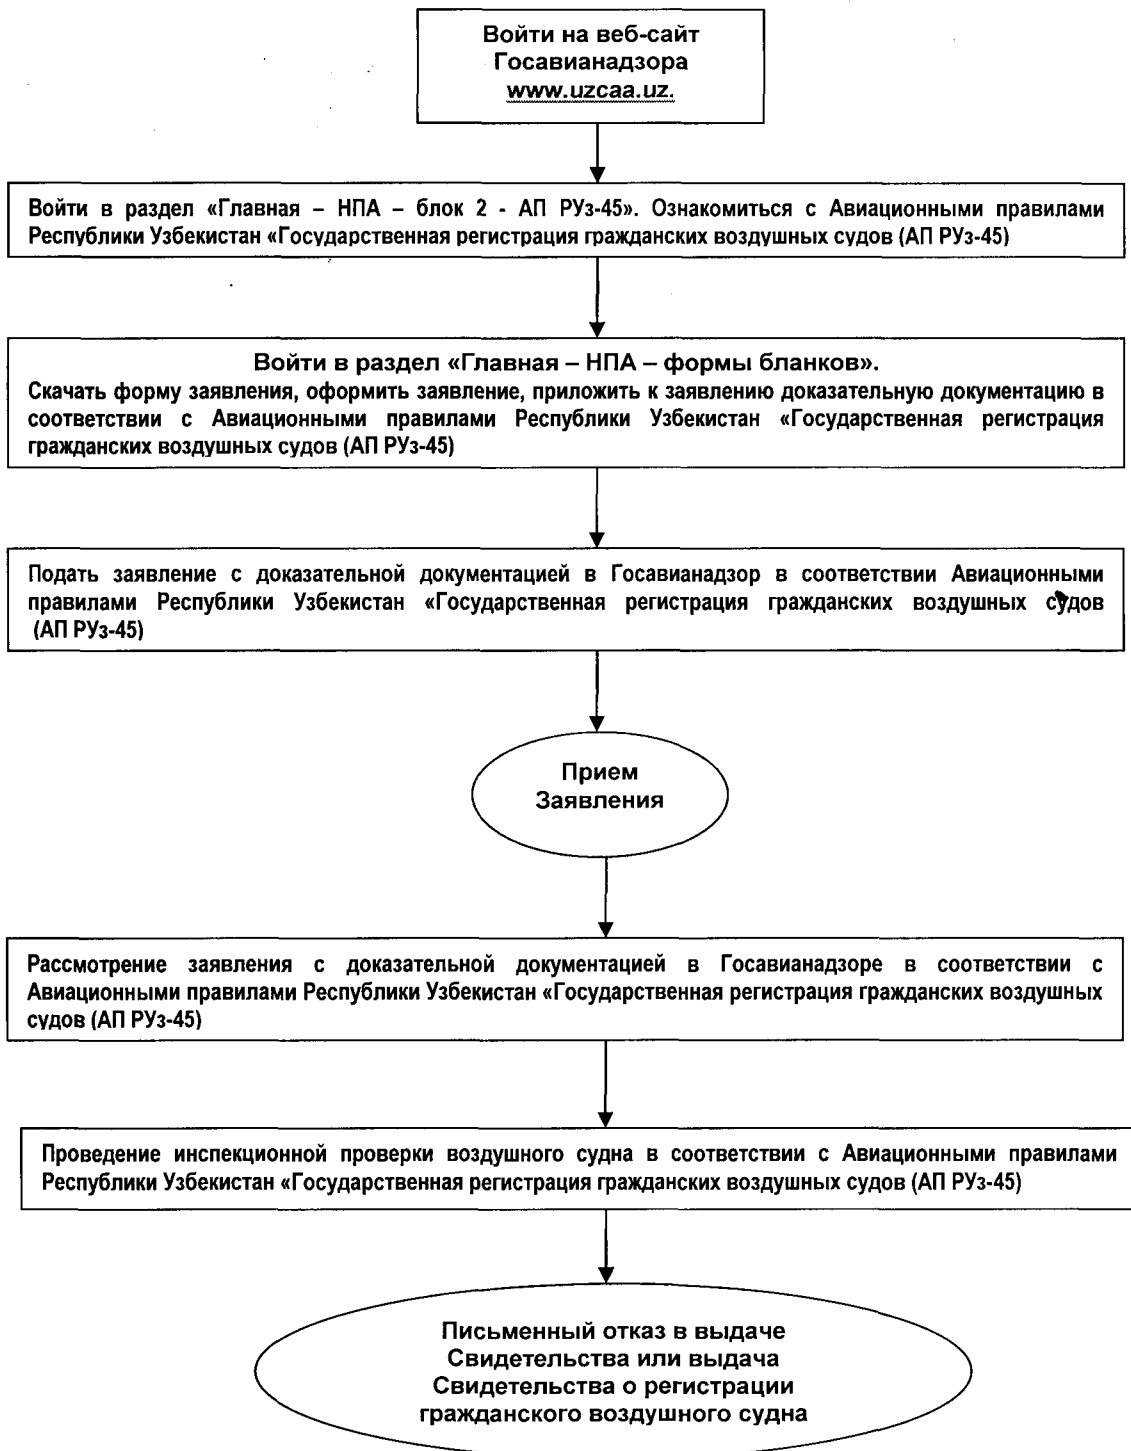 Войти на веб-сайт
Госавианадзора
www.uzcaa.uz.
Войти в раздел «Главная – НПА – блок 2 - АП РУз-45». Ознакомиться с Авиационными правилами
Республики Узбекистан «Государственная регистрация гражданских воздушных судов (АП РУз-45)
Войти в раздел «Главная – НПА – формы бланков».
Скачать форму заявления, оформить заявление, приложить к заявлению доказательную документацию в
соответствии с Авиационными правилами Республики Узбекистан «Государственная регистрация
гражданских воздушных судов (АП РУз-45)
Подать заявление с доказательной документацией в Госавианадзор в соответствии Авиационными
правилами Республики Узбекистан «Государственная регистрация гражданских воздушных судов
(АП РУз-45)
Прием
Заявления
Рассмотрение заявления с доказательной документацией в Госавианадзоре в соответствии с
Авиационными правилами Республики Узбекистан «Государственная регистрация гражданских воздушных
судов (АП РУз-45)
Проведение инспекционной проверки воздушного судна в соответствии с Авиационными правилами
Республики Узбекистан «Государственная регистрация гражданских воздушных судов (АП РУз-45)
Письменный отказ в выдаче
Свидетельства или выдача
Свидетельства о регистрации
гражданского воздушного судна